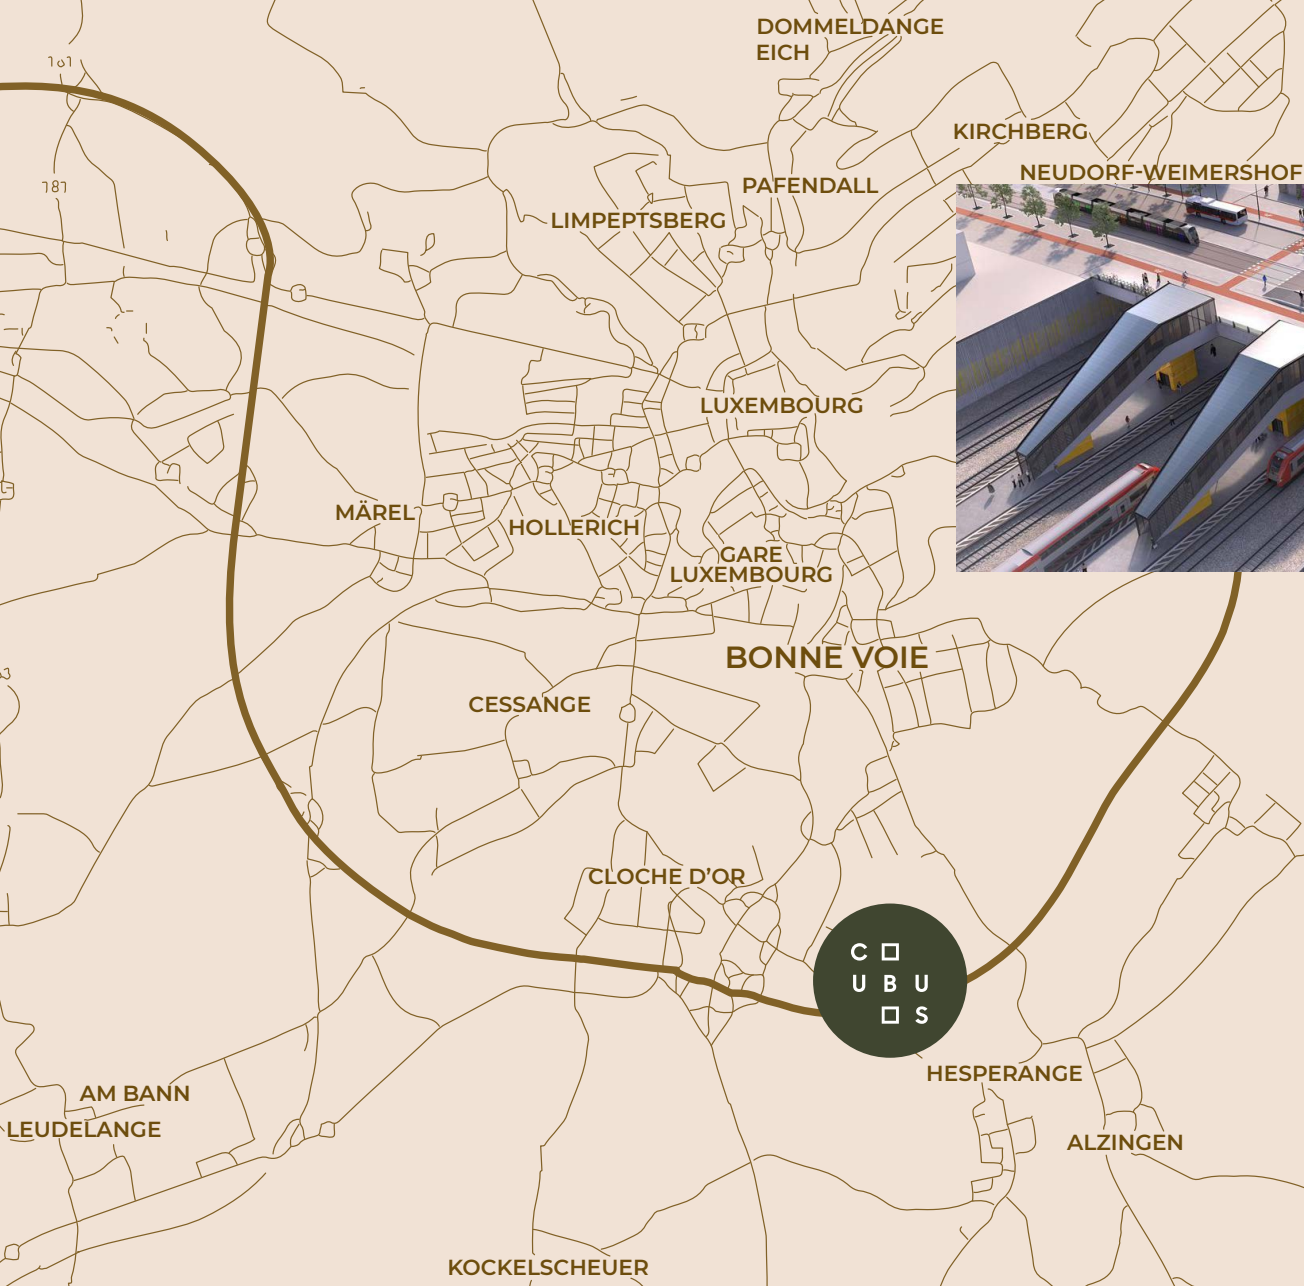 DOMMELDANGE
EICH
KIRCHBERG
NEUDORF-WEIMERSHOF
181
PAFENDALL
LIMPEPTSBERG
LUXEMBOURG
MÄREL
HOLLERICH
GARE
LUXEMBOURG
BONNE VOIE
CESSANGE
CLOCHE D’OR
C
U B U
S
HESPERANGE
AM BANN
LEUDELANGE
ALZINGEN
KOCKELSCHEUER